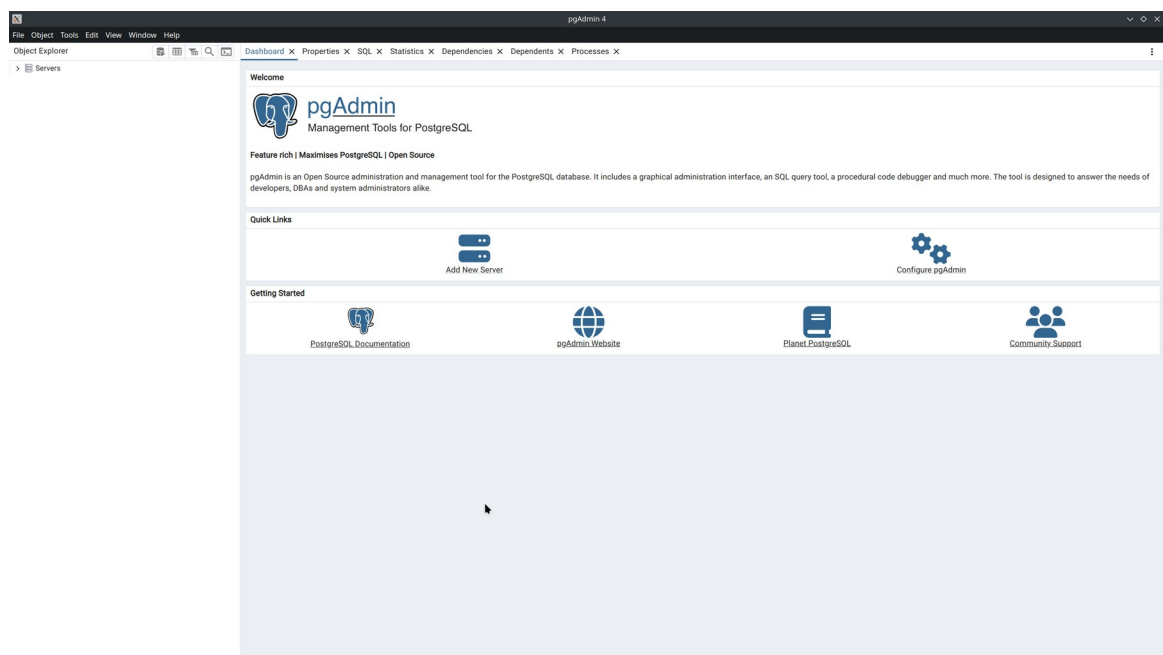 pgAdmin 4
File Object Tools Edit View Window Help
Object Explorer
Servers
Dashboard Properties SQL Statistics Dependencies Dependents Processes
Welcome
pgAdmin
Management Tools for PostgreSQL
Feature rich | Maximises PostgreSQL | Open Source
pgAdmin is an Open Source administration and management tool for the PostgreSQL database. It includes a graphical administration interface, an SQL query tool, a procedural code debugger and much more. The tool is designed to answer the needs of
developers, DBAs and system administrators alike.
Quick Links
Add New Server
Configure pgAdmin
Getting Started
PostgreSQL Documentation
pgAdmin Website
Planet PostgreSQL
Community Support